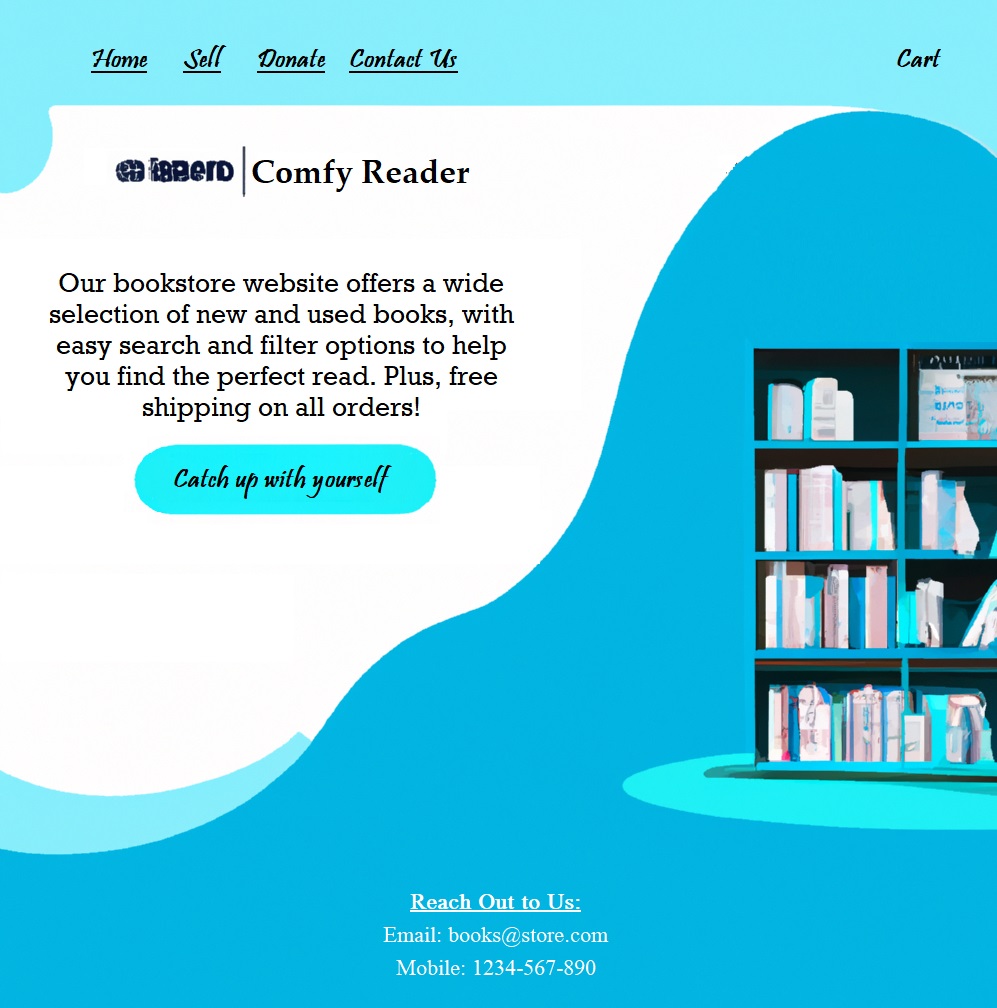 Home Sell Donate Contact Us Cart
Comfy Reader
Our bookstore website offers a wide
selection of new and used books, with
easy search and filter options to help
you find the perfect read. Plus, free
shipping on all orders!
Catch up with yourself
Reach Out to Us:
Email: books@store.com
Mobile: 1234-567-890